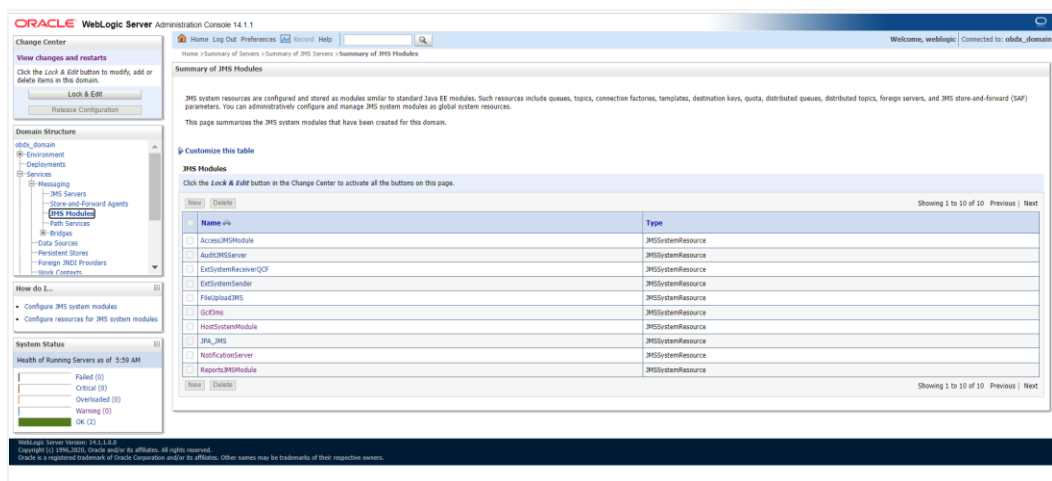 ORACLE WebLogic Server Administration Console 14.1.1
Change Center
View changes and restarts
Click the Lock & Edit button to modify, add or
delete items in this domain.
Lock & Edit
Release Configuration
Domain Structure
obdx_domain
Environment
Deployments
Services
Messaging
JMS Servers
Store-and-Forward Agents
JMS Modules
Path Services
Bridges
Data Sources
Persistent Stores
Foreign JNDI Providers
Work Contexts
How do I...
Configure JMS system modules
Configure resources for JMS system modules
System Status
Health of Running Servers as of 5:59 AM
Failed (0)
Critical (0)
Overloaded (0)
Warning (0)
OK (2)
Home Log Out Preferences Record Help
Welcome, weblogic Connected to: obdx_domain
Home >Summary of Servers >Summary of JMS Servers >Summary of JMS Modules
Summary of JMS Modules
JMS system resources are configured and stored as modules similar to standard Java EE modules. Such resources include queues, topics, connection factories, templates, destination keys, quota, distributed queues, distributed topics, foreign servers, and JMS store-and-forward (SAF)
parameters. You can administratively configure and manage JMS system modules as global system resources.
This page summarizes the JMS system modules that have been created for this domain.
Customize this table
JMS Modules
Click the Lock & Edit button in the Change Center to activate all the buttons on this page.
New Delete Showing 1 to 10 of 10 Previous | Next
Name Type
AccessJMSModule JMSSystemResource
AuditJMSServer JMSSystemResource
ExtSystemReceiverQCF JMSSystemResource
ExtSystemSender JMSSystemResource
FileUploadJMS JMSSystemResource
GcifJms JMSSystemResource
HostSystemModule JMSSystemResource
JPA_JMS JMSSystemResource
NotificationServer JMSSystemResource
ReportsJMSModule JMSSystemResource
New Delete Showing 1 to 10 of 10 Previous | Next
WebLogic Server Version: 14.1.1.0.0
Copyright (c) 1996,2020, Oracle and/or its affiliates. All rights reserved.
Oracle is a registered trademark of Oracle Corporation and/or its affiliates. Other names may be trademarks of their respective owners.